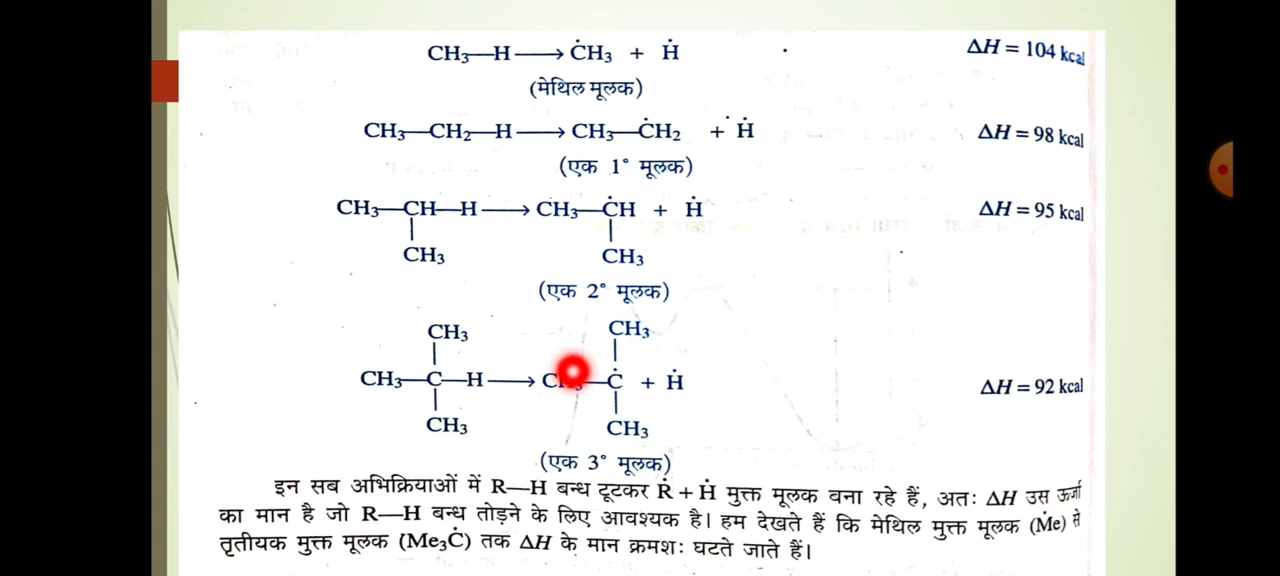 CH₃—H ⟶ ĊH₃ + Ḣ ΔH = 104 kcal
(मेथिल मूलक)
CH₃—CH₂—H ⟶ CH₃—ĊH₂ + Ḣ ΔH = 98 kcal
(एक 1° मूलक)
CH₃—CH—H ⟶ CH₃—ĊH + Ḣ ΔH = 95 kcal
| |
CH₃ CH₃
(एक 2° मूलक)
CH₃ CH₃
| |
CH₃—C—H ⟶ CH₃—Ċ + Ḣ ΔH = 92 kcal
| |
CH₃ CH₃
(एक 3° मूलक)
इन सब अभिक्रियाओं में R—H बन्ध टूटकर Ṙ + Ḣ मुक्त मूलक बना रहे हैं, अतः ΔH उस ऊर्जा
का मान है जो R—H बन्ध तोड़ने के लिए आवश्यक है। हम देखते हैं कि मेथिल मुक्त मूलक (Ṁe) से
तृतीयक मुक्त मूलक (Me₃Ċ) तक ΔH के मान क्रमशः घटते जाते हैं।